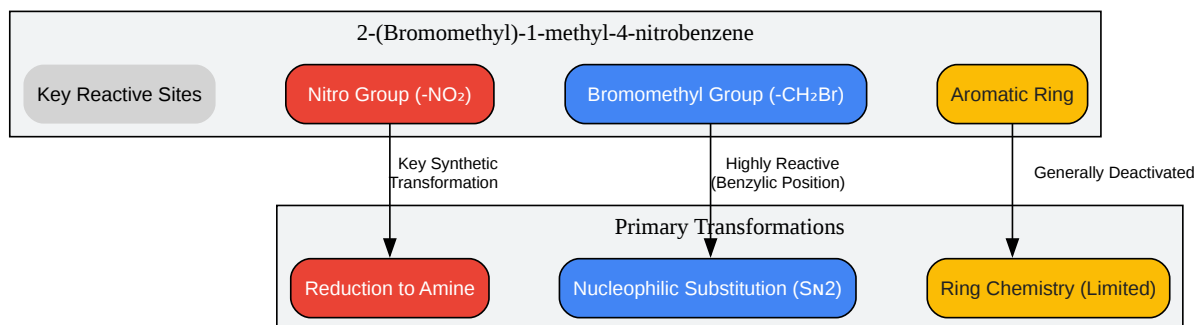 2-(Bromomethyl)-1-methyl-4-nitrobenzene
Key Reactive Sites
Nitro Group (-NO₂)
Bromomethyl Group (-CH₂Br)
Aromatic Ring
Key Synthetic
Transformation
Highly Reactive
(Benzylic Position)
Generally Deactivated
Primary Transformations
Reduction to Amine
Nucleophilic Substitution (Sɴ2)
Ring Chemistry (Limited)